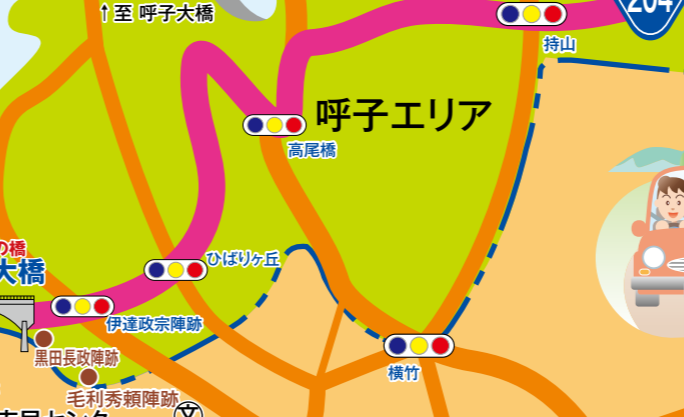 ↑至 呼子大橋
204
持山
呼子エリア
高尾橋
ひばりヶ丘
の橋
大橋
伊達政宗陣跡
黒田長政陣跡
横竹
毛利秀頼陣跡
文